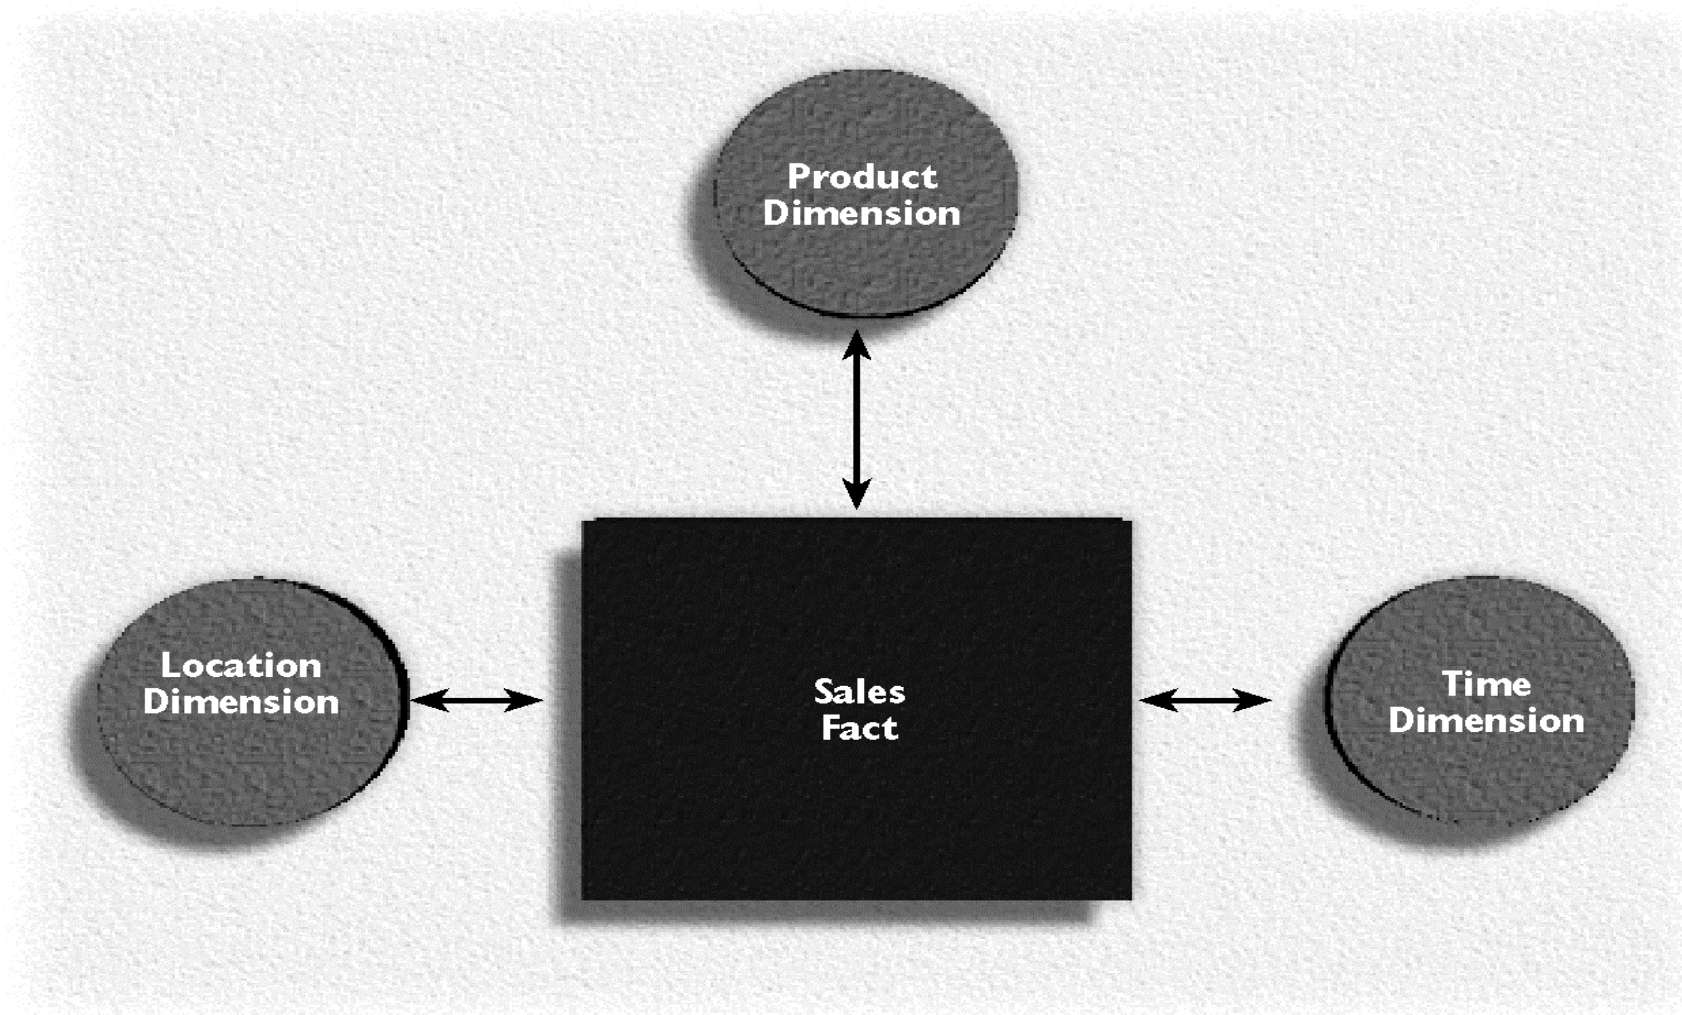 Product
Dimension
Location
Dimension
Sales
Fact
Time
Dimension